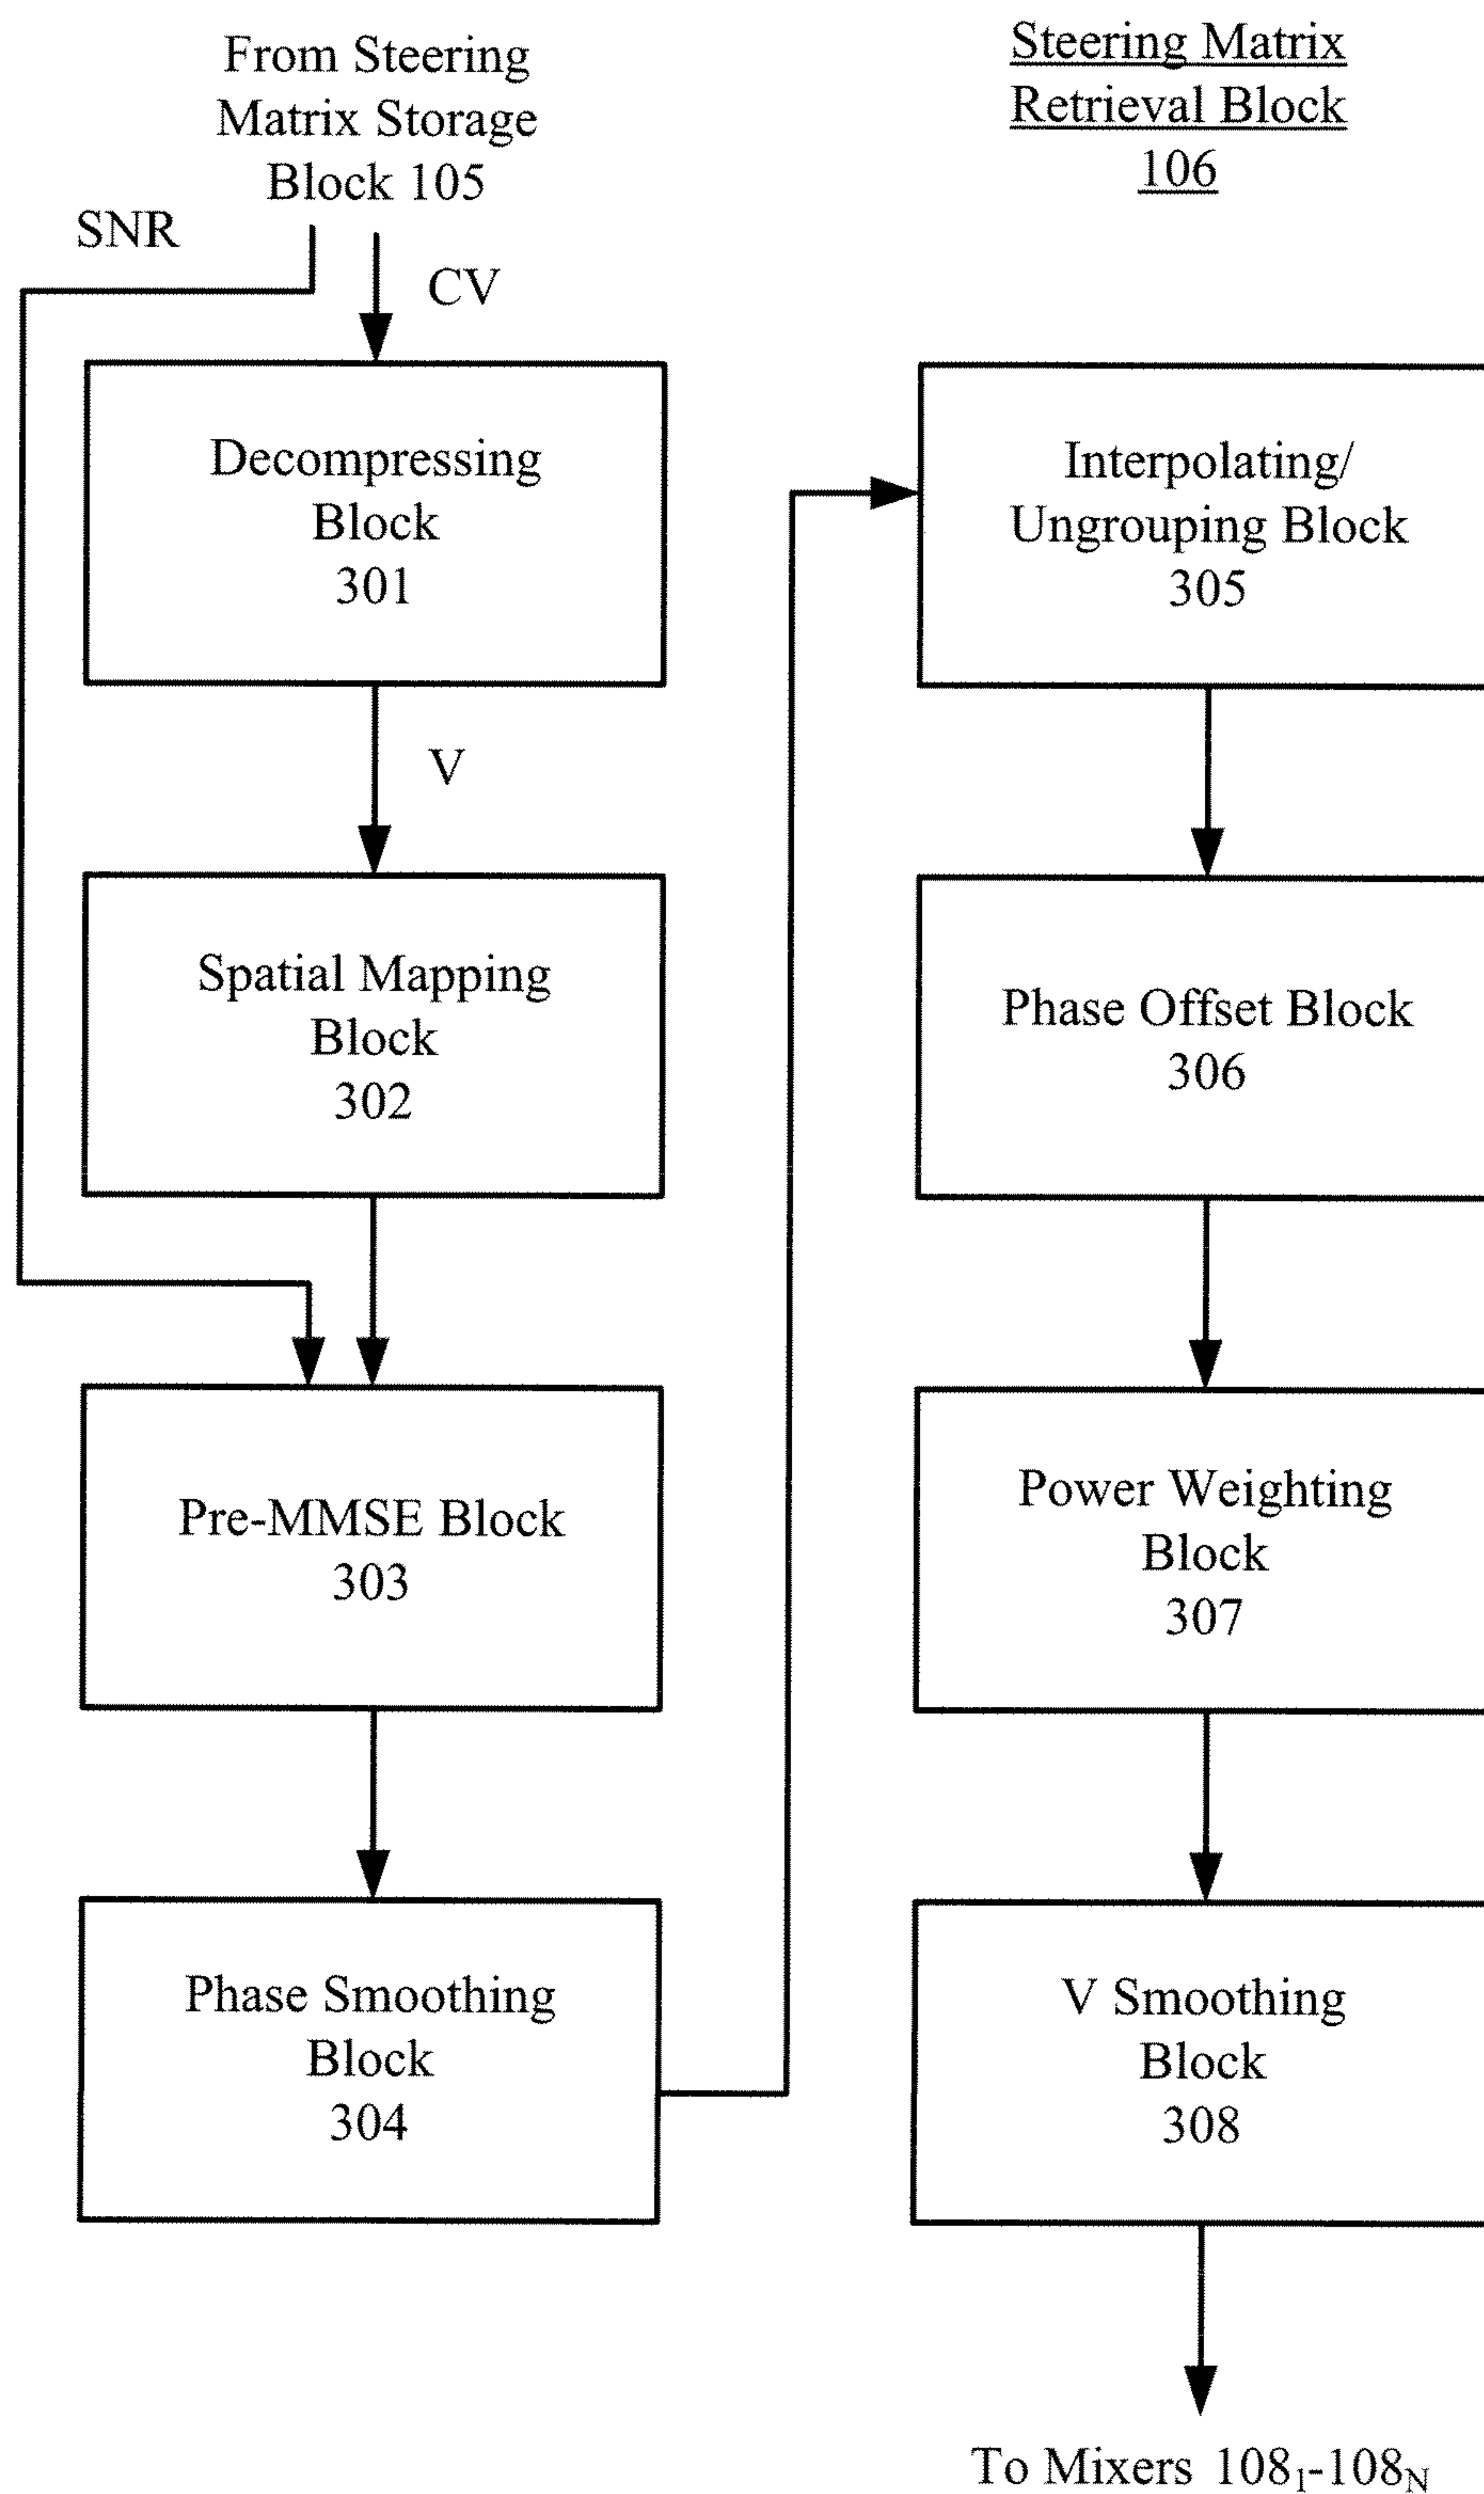 From Steering
Matrix Storage
Block 105
SNR
CV
Decompressing
Block
301
V
Spatial Mapping
Block
302
Pre-MMSE Block
303
Phase Smoothing
Block
304
Steering Matrix
Retrieval Block
106
Interpolating/
Ungrouping Block
305
Phase Offset Block
306
Power Weighting
Block
307
V Smoothing
Block
308
To Mixers 108₁-108_N